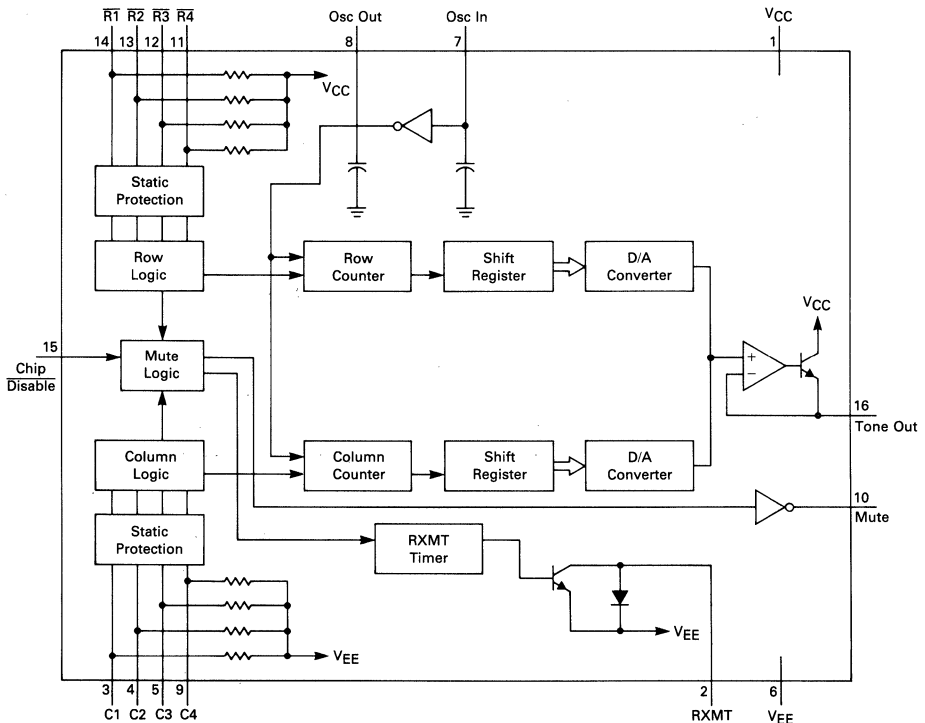 R1 R2 R3 R4 Osc Out Osc In VCC
14 13 12 11 8 7 1
VCC
Static
Protection
Row
Logic
Row
Counter
Shift
Register
D/A
Converter
VCC
15
Chip
Disable
Mute
Logic
+
−
16
Tone Out
Column
Logic
Column
Counter
Shift
Register
D/A
Converter
10
Mute
Static
Protection
RXMT
Timer
VEE
VEE
3 4 5 9 2 6
C1 C2 C3 C4 RXMT VEE